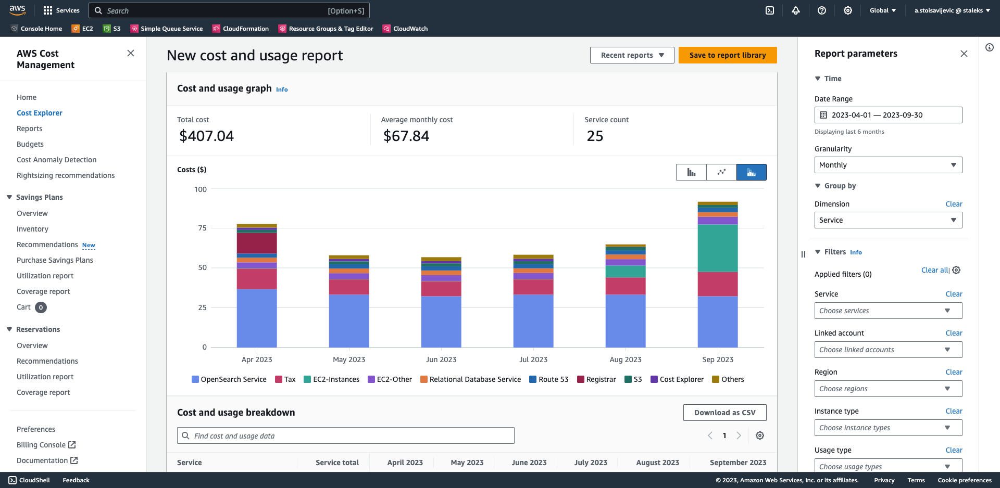 aws
Services
Search
[Option+S]
Global
a.stoisavljevic @ staleks
Console Home
EC2
S3
Simple Queue Service
CloudFormation
Resource Groups & Tag Editor
CloudWatch
AWS Cost
Management
Home
Cost Explorer
Reports
Budgets
Cost Anomaly Detection
Rightsizing recommendations
Savings Plans
Overview
Inventory
Recommendations New
Purchase Savings Plans
Utilization report
Coverage report
Cart 0
Reservations
Overview
Recommendations
Utilization report
Coverage report
Preferences
Billing Console
Documentation
New cost and usage report
Recent reports
Save to report library
Cost and usage graph Info
Total cost
$407.04
Average monthly cost
$67.84
Service count
25
Costs ($)
100
75
50
25
0
Apr 2023
May 2023
Jun 2023
Jul 2023
Aug 2023
Sep 2023
OpenSearch Service
Tax
EC2-Instances
EC2-Other
Relational Database Service
Route 53
Registrar
S3
Cost Explorer
Others
Cost and usage breakdown
Download as CSV
Find cost and usage data
1
Service
Service total
April 2023
May 2023
June 2023
July 2023
August 2023
September 2023
Report parameters
Time
Date Range
2023-04-01 — 2023-09-30
Displaying last 6 months
Granularity
Monthly
Group by
Dimension
Clear
Service
Filters Info
Applied filters (0)
Clear all|
Service
Clear
Choose services
Linked account
Clear
Choose linked accounts
Region
Clear
Choose regions
Instance type
Clear
Choose instance types
Usage type
Clear
Choose usage types
CloudShell
Feedback
© 2023, Amazon Web Services, Inc. or its affiliates.
Privacy
Terms
Cookie preferences